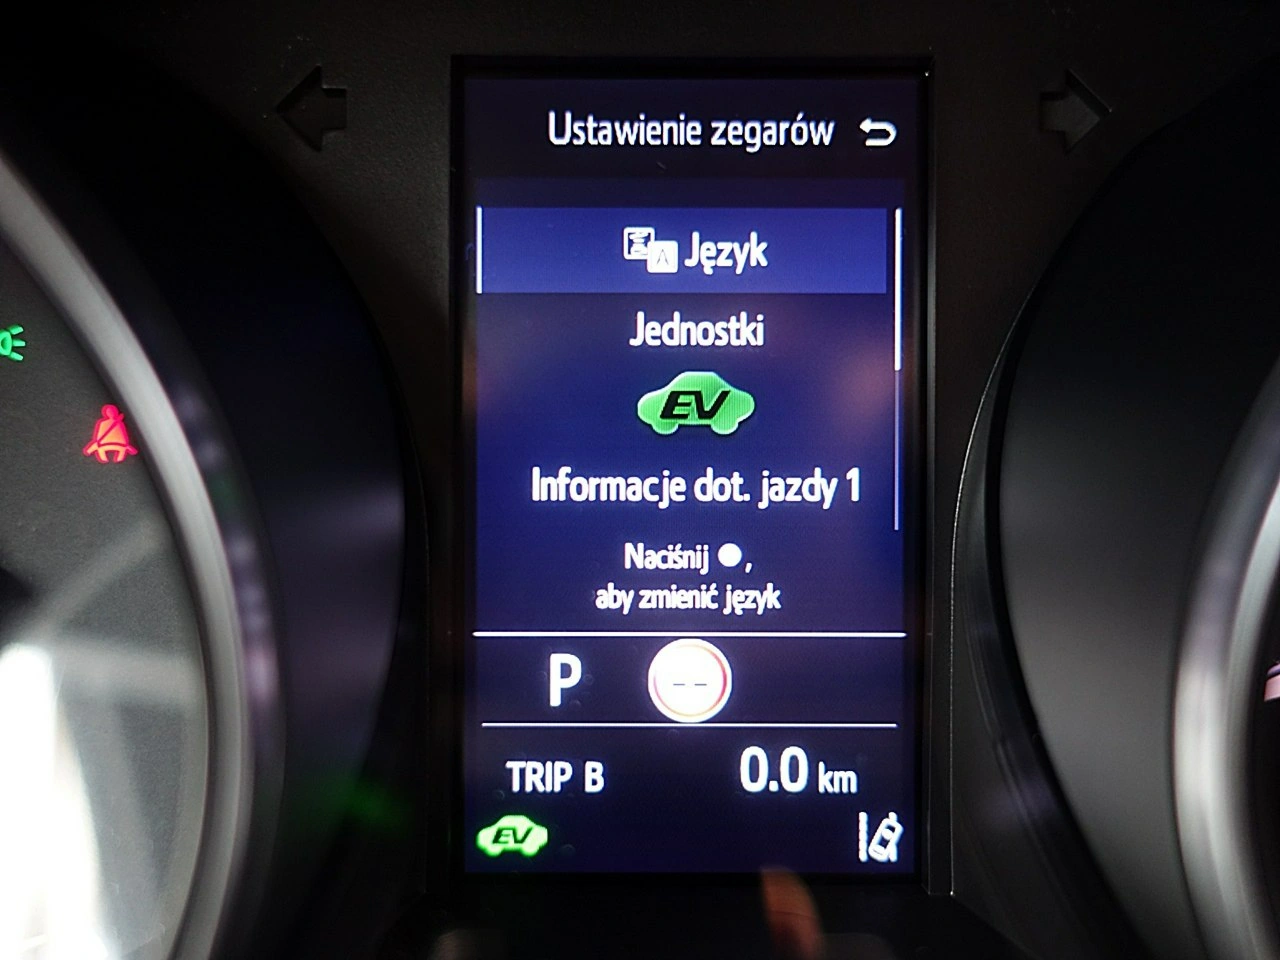 Ustawienie zegarów
Język
Jednostki
EV
Informacje dot. jazdy 1
Naciśnij ●,
aby zmienić język
P
--
TRIP B 0.0 km
EV